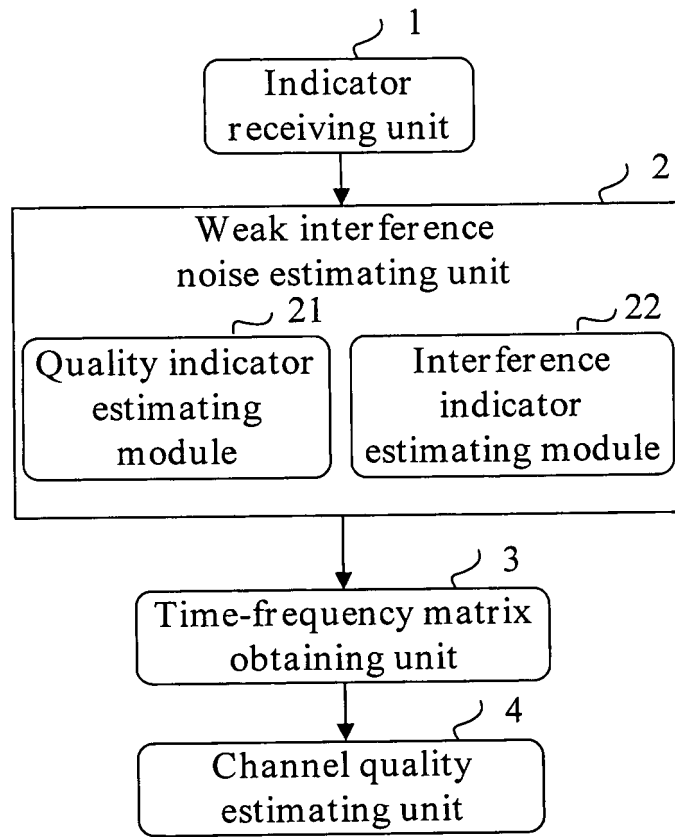 1
Indicator
receiving unit
2
Weak interference
noise estimating unit
21
22
Quality indicator
estimating
module
Interference
indicator
estimating module
3
Time-frequency matrix
obtaining unit
4
Channel quality
estimating unit